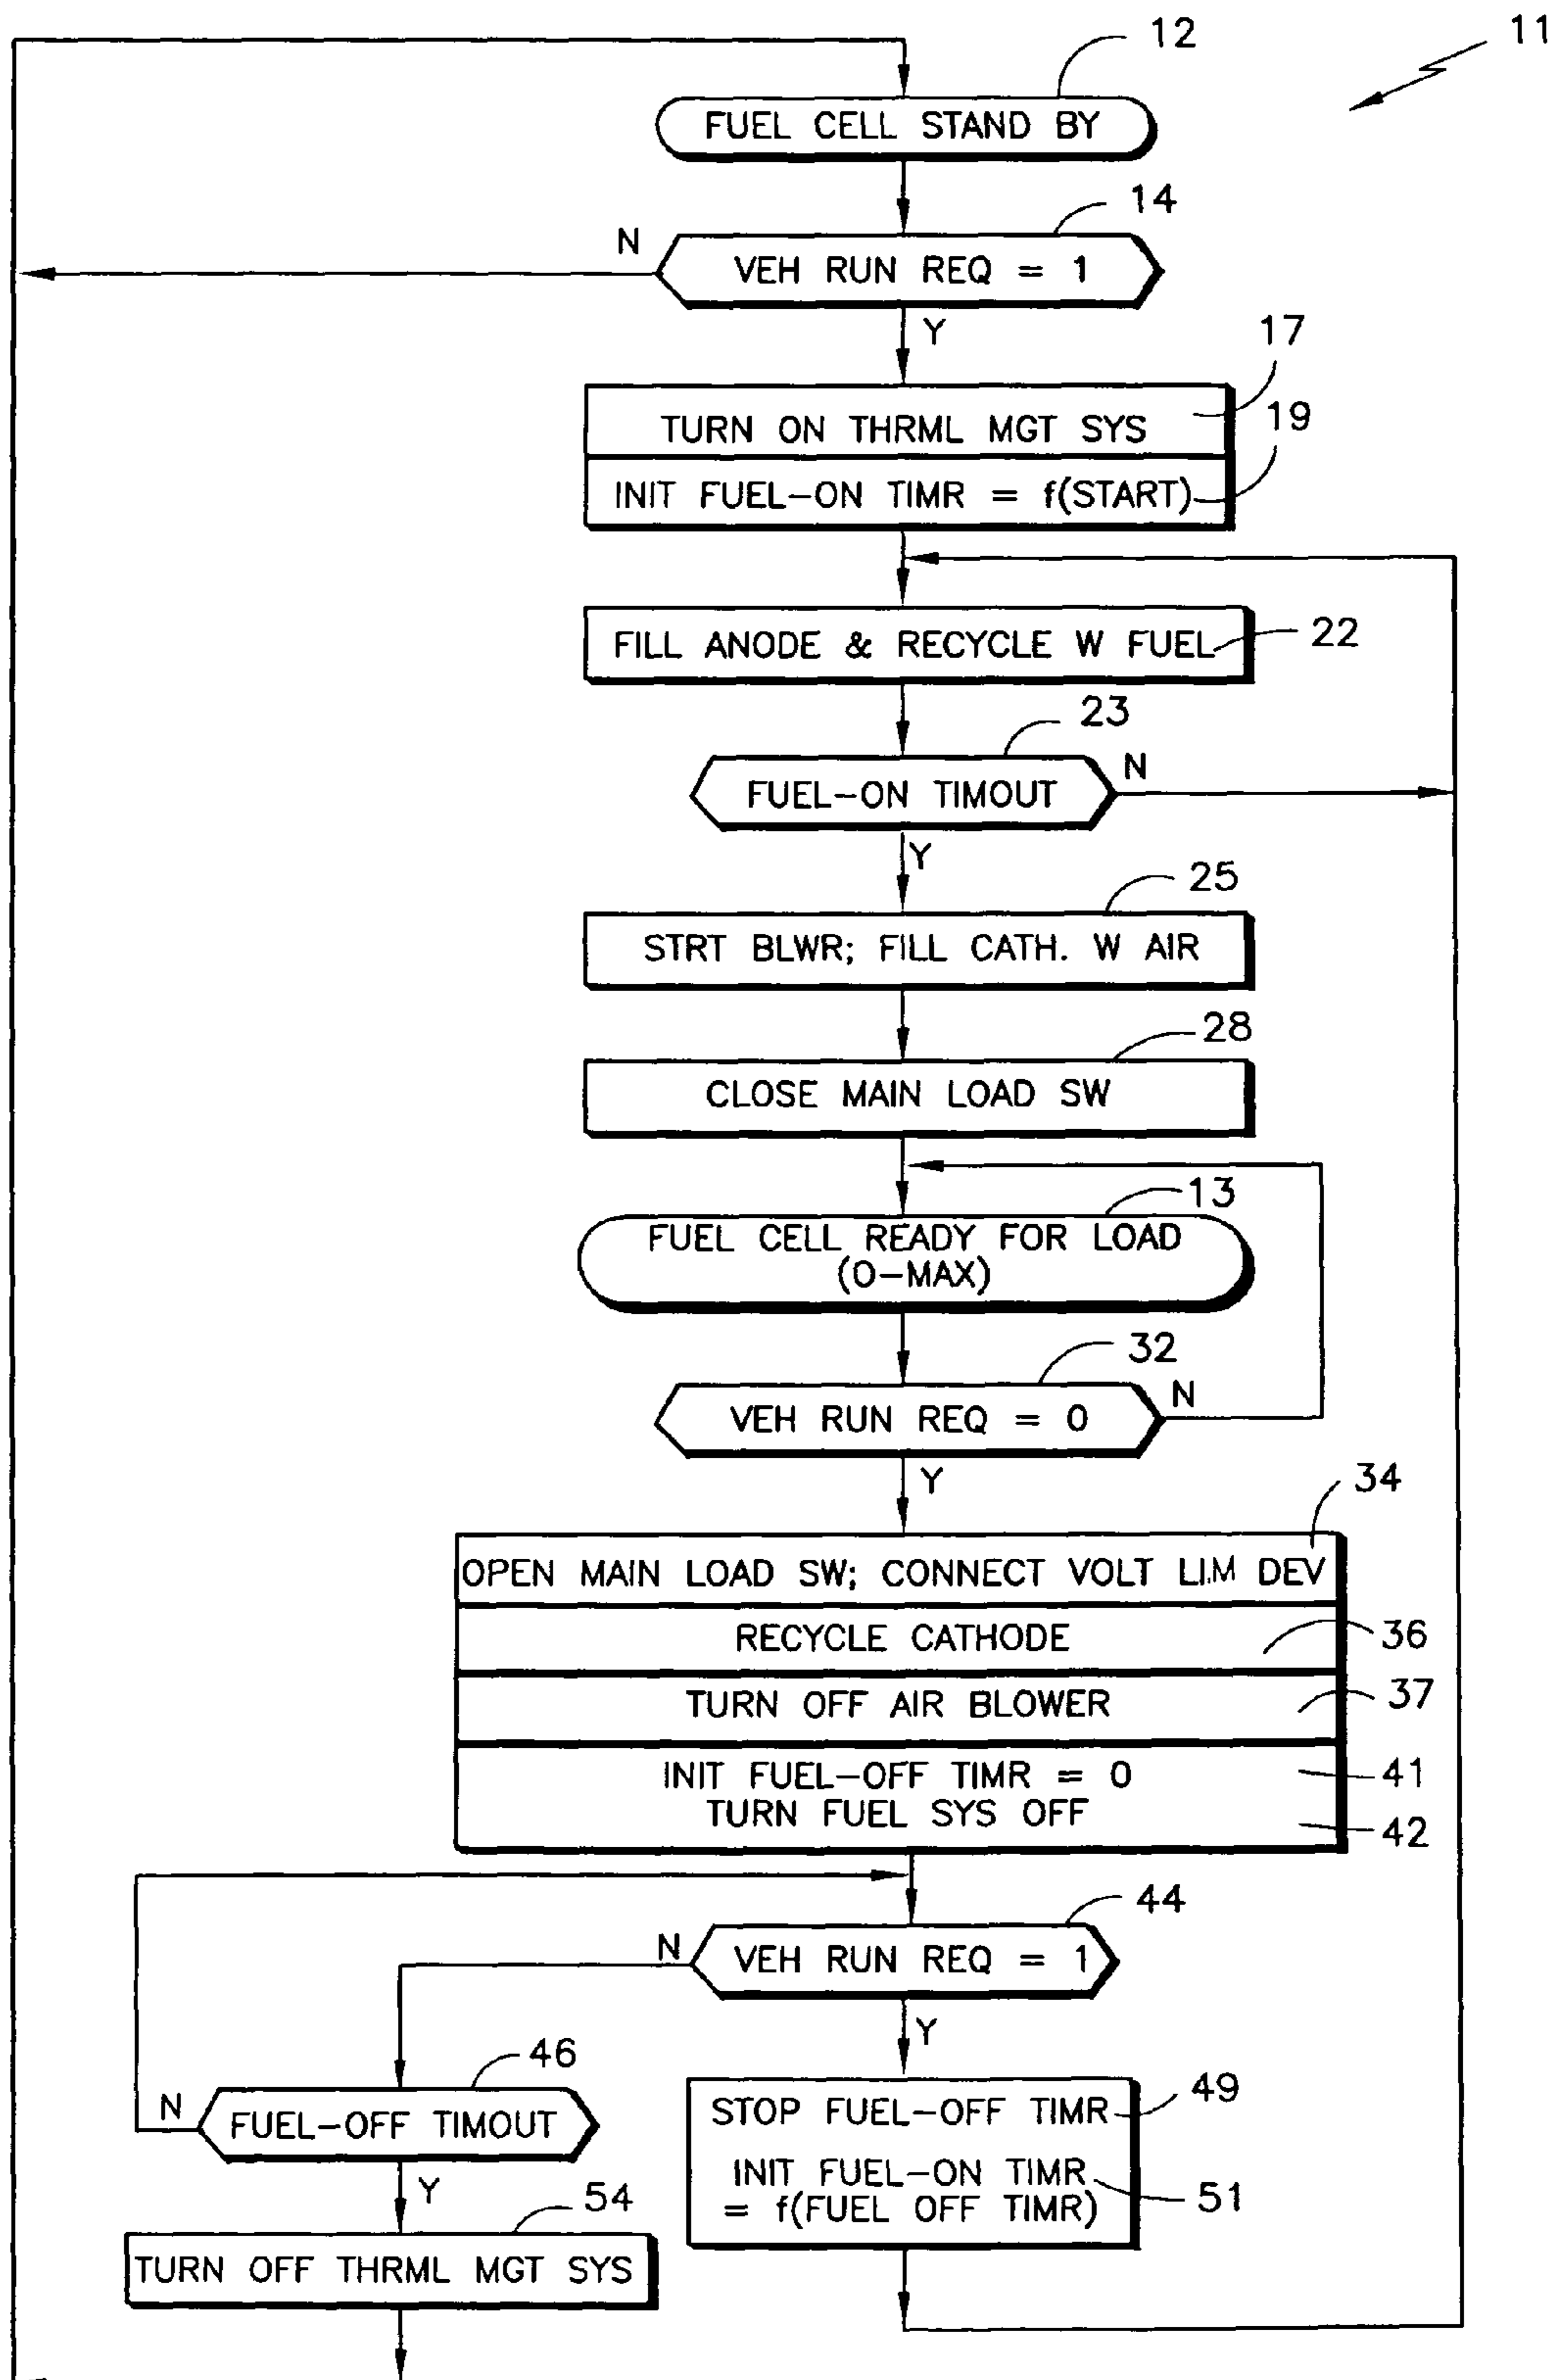 12
11
FUEL CELL STAND BY
14
N
VEH RUN REQ = 1
Y
17
TURN ON THRML MGT SYS
19
INIT FUEL-ON TIMR = f(START)
FILL ANODE & RECYCLE W FUEL
22
23
FUEL-ON TIMOUT
N
Y
25
STRT BLWR; FILL CATH. W AIR
28
CLOSE MAIN LOAD SW
13
FUEL CELL READY FOR LOAD
(0-MAX)
32
VEH RUN REQ = 0
N
Y
34
OPEN MAIN LOAD SW; CONNECT VOLT LIM DEV
RECYCLE CATHODE
36
TURN OFF AIR BLOWER
37
INIT FUEL-OFF TIMR = 0
41
TURN FUEL SYS OFF
42
44
N
VEH RUN REQ = 1
Y
46
N
FUEL-OFF TIMOUT
STOP FUEL-OFF TIMR
49
Y
INIT FUEL-ON TIMR
= f(FUEL OFF TIMR)
51
54
TURN OFF THRML MGT SYS